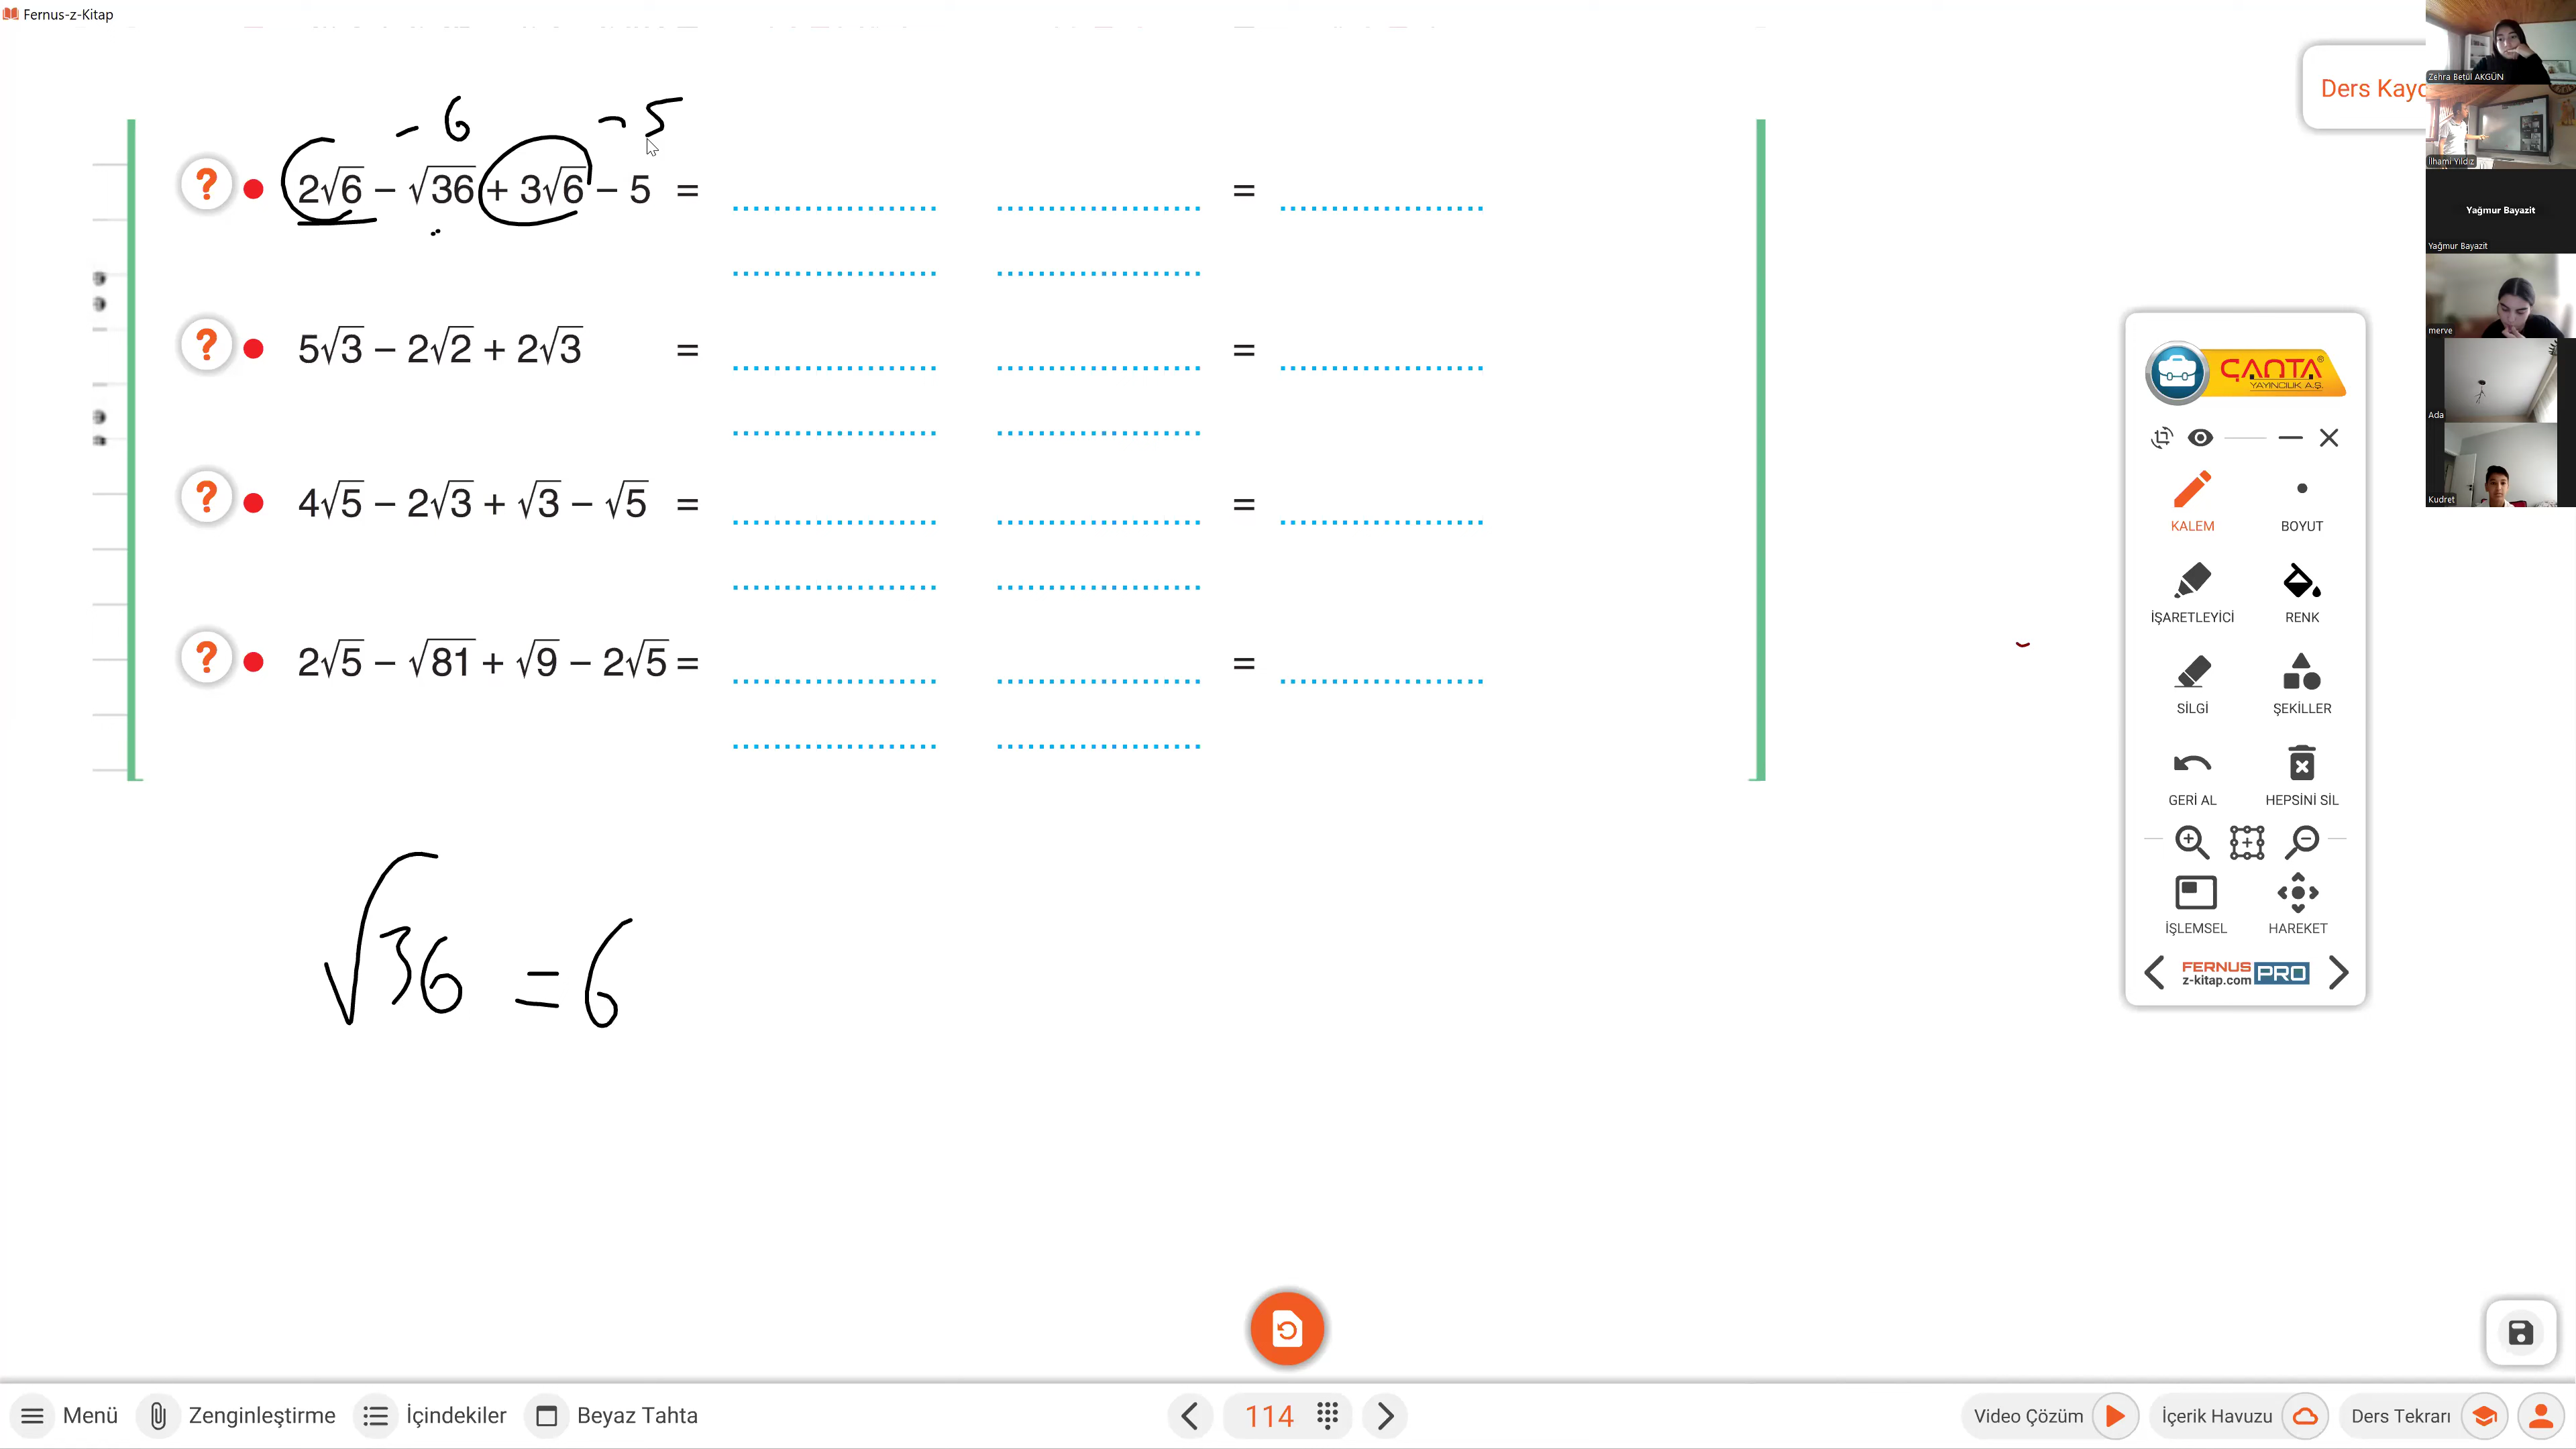 Fernus-z-Kitap
Zehra Betül AKGÜN
Ders Kayd
İlhami Yıldız
Yağmur Bayazit
Yağmur Bayazit
merve
Ada
Kudret
- 6 - 5
? • 2√6 − √36 + 3√6 − 5 = .................. .................. = ..................
.................. ..................
? • 5√3 − 2√2 + 2√3 = .................. .................. = ..................
.................. ..................
? • 4√5 − 2√3 + √3 − √5 = .................. .................. = ..................
.................. ..................
? • 2√5 − √81 + √9 − 2√5 = .................. .................. = ..................
.................. ..................
√36 = 6
ÇANTA
YAYINCILIK A.Ş.
KALEM BOYUT
İŞARETLEYİCİ RENK
SİLGİ ŞEKİLLER
GERİ AL HEPSİNİ SİL
İŞLEMSEL HAREKET
FERNUS PRO
z-kitap.com
Menü Zenginleştirme İçindekiler Beyaz Tahta 114 Video Çözüm İçerik Havuzu Ders Tekrarı